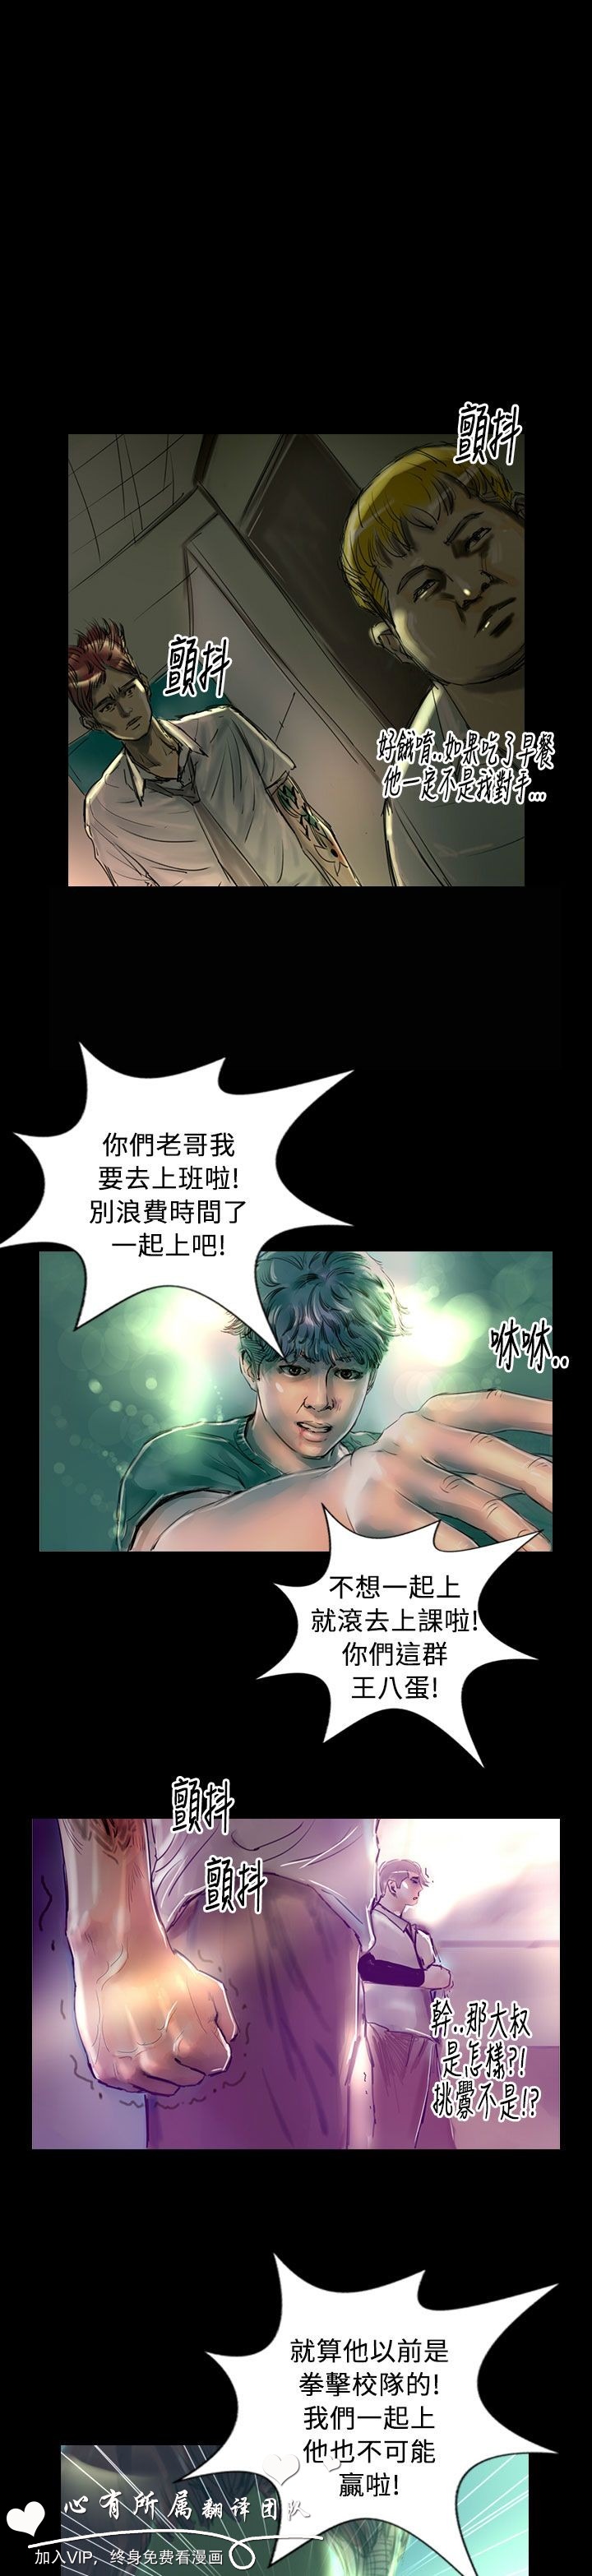 顫抖
顫抖
好餓唷..如果吃了早餐
他一定不是我對手...
你們老哥我
要去上班啦!
別浪費時間了
一起上吧!
咻咻..
不想一起上
就滾去上課啦!
你們這群
王八蛋!
顫抖
顫抖
幹..那大叔
是怎樣?!
挑釁不是!?
就算他以前是
拳擊校隊的!
我們一起上
他也不可能
贏啦!
心有所属翻译团队
加入VIP，终身免费看漫画